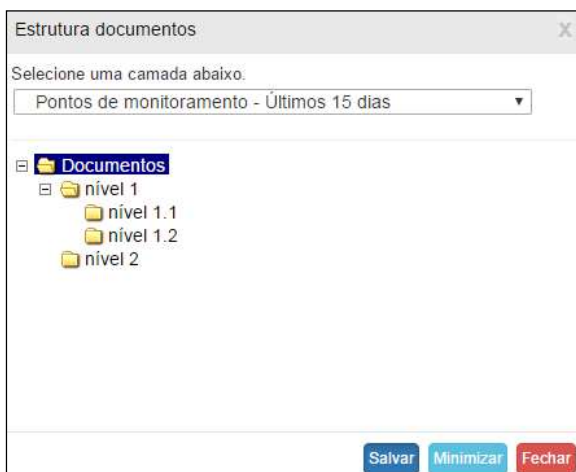 Estrutura documentos X
Selecione uma camada abaixo.
Pontos de monitoramento - Últimos 15 dias
Documentos
nível 1
nível 1.1
nível 1.2
nível 2
Salvar Minimizar Fechar